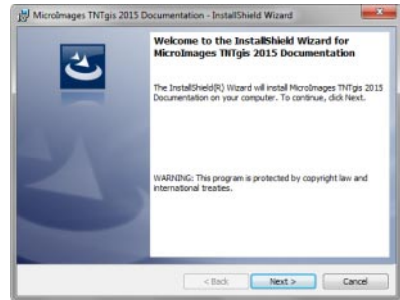 MicroImages TNTgis 2015 Documentation - InstallShield Wizard
Welcome to the InstallShield Wizard for
MicroImages TNTgis 2015 Documentation
The InstallShield(R) Wizard will install MicroImages TNTgis 2015
Documentation on your computer. To continue, click Next.
WARNING: This program is protected by copyright law and
international treaties.
< Back
Next >
Cancel